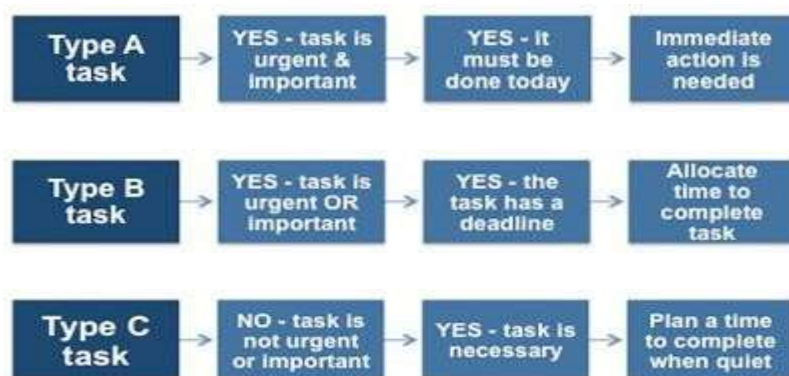 Type A
task
YES - task is
urgent &
important
YES - it
must be
done today
Immediate
action is
needed
Type B
task
YES - task is
urgent OR
important
YES - the
task has a
deadline
Allocate
time to
complete
task
Type C
task
NO - task is
not urgent
or important
YES - task is
necessary
Plan a time
to complete
when quiet